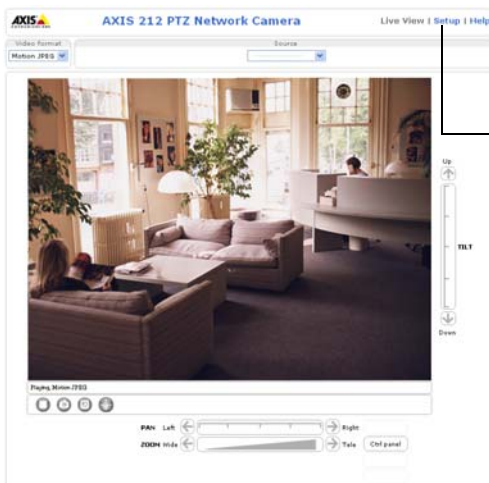 AXIS
AXIS 212 PTZ Network Camera
Live View | Setup | Help
Video format
Source
Motion JPEG
Up
TILT
Down
Playing, Motion JPEG
PAN Left Right
ZOOM Wide Tele Ctrl panel